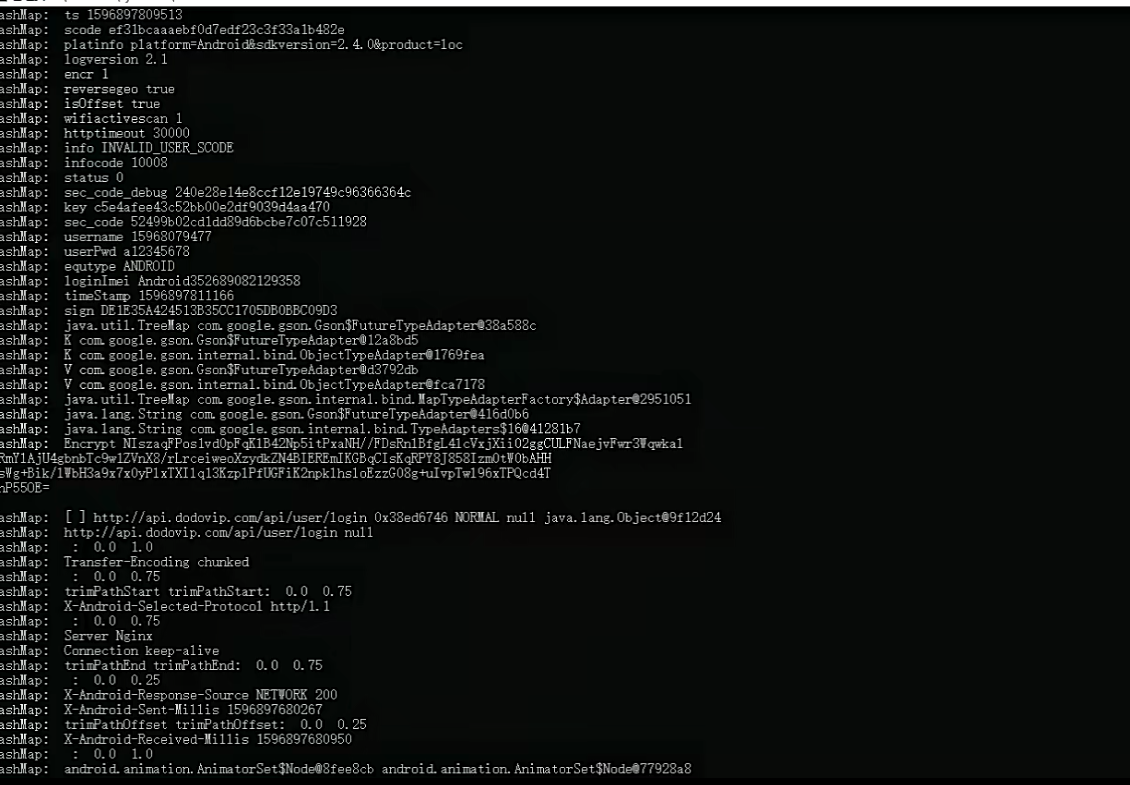 ashMap:  ts 1596897809513
ashMap:  scode ef31bcaaaebf0d7edf23c3f33a1b482e
ashMap:  platinfo platform=Android&sdkversion=2.4.0&product=loc
ashMap:  logversion 2.1
ashMap:  encr 1
ashMap:  reversegeo true
ashMap:  isOffset true
ashMap:  wifiactivescan 1
ashMap:  httptimeout 30000
ashMap:  info INVALID_USER_SCODE
ashMap:  infocode 10008
ashMap:  status 0
ashMap:  sec_code_debug 240e28e14e8ccf12e19749c96366364c
ashMap:  key c5e4afee43c52bb00e2df9039d4aa470
ashMap:  sec_code 52499b02cd1dd89d6bcbe7c07c511928
ashMap:  username 15968079477
ashMap:  userPwd a12345678
ashMap:  equtype ANDROID
ashMap:  loginImei Android352689082129358
ashMap:  timeStamp 1596897811166
ashMap:  sign DE1E35A424513B35CC1705DB0BBC09D3
ashMap:  java.util.TreeMap com.google.gson.Gson$FutureTypeAdapter@38a588c
ashMap:  K com.google.gson.Gson$FutureTypeAdapter@12a8bd5
ashMap:  K com.google.gson.internal.bind.ObjectTypeAdapter@1769fea
ashMap:  V com.google.gson.Gson$FutureTypeAdapter@d3792db
ashMap:  V com.google.gson.internal.bind.ObjectTypeAdapter@fca7178
ashMap:  java.util.TreeMap com.google.gson.internal.bind.MapTypeAdapterFactory$Adapter@2951051
ashMap:  java.lang.String com.google.gson.Gson$FutureTypeAdapter@416d0b6
ashMap:  java.lang.String com.google.gson.internal.bind.TypeAdapters$16@41281b7
ashMap:  Encrypt NIszaqFPos1vdOpFqK1B42Np5itPxaNH//FDsRn1BfgL41cVxjXii02ggCULFNaejvFwr3Wqwka1
RmY1AjU4gbnbTc9w1ZVnX8/rLrceiweoXzydkZN4BIEREmIKGBqCIsKqRPY8J858Izm0tW0bAHH
sWg+Bik/1WbH3a9x7x0yP1xTXI1q13Kzp1PfUGFiK2npk1hs1oEzzG08g+uIvpTw196xTPQcd4T
nP550E=
ashMap:  [ ] http://api.dodovip.com/api/user/login 0x38ed6746 NORMAL null java.lang.Object@9f12d24
ashMap:  http://api.dodovip.com/api/user/login null
ashMap:   :  0.0  1.0
ashMap:  Transfer-Encoding chunked
ashMap:   :  0.0  0.75
ashMap:  trimPathStart trimPathStart:  0.0  0.75
ashMap:  X-Android-Selected-Protocol http/1.1
ashMap:   :  0.0  0.75
ashMap:  Server Nginx
ashMap:  Connection keep-alive
ashMap:  trimPathEnd trimPathEnd:  0.0  0.75
ashMap:   :  0.0  0.25
ashMap:  X-Android-Response-Source NETWORK 200
ashMap:  X-Android-Sent-Millis 1596897680267
ashMap:  trimPathOffset trimPathOffset:  0.0  0.25
ashMap:  X-Android-Received-Millis 1596897680950
ashMap:   :  0.0  1.0
ashMap:  android.animation.AnimatorSet$Node@8fee8cb android.animation.AnimatorSet$Node@77928a8